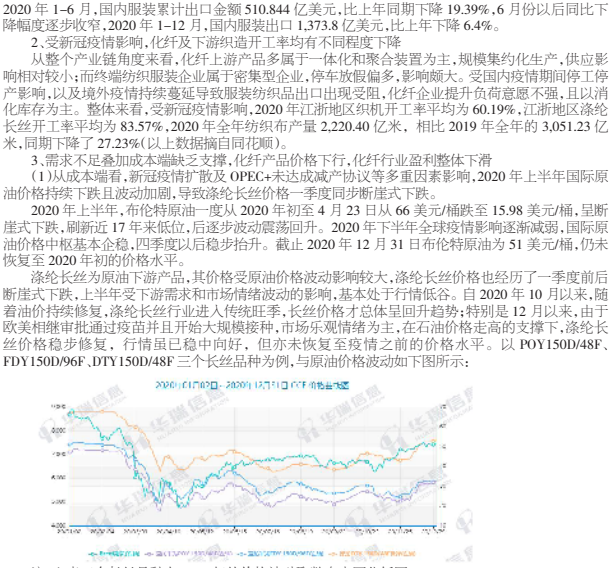 2020 年 1-6 月,国内服装累计出口金额 510.844 亿美元,比上年同期下降 19.39%,6 月份以后同比下
降幅度逐步收窄,2020 年 1-12 月,国内服装出口 1,373.8 亿美元,比上年下降 6.4%。
2、受新冠疫情影响,化纤及下游织造开工率均有不同程度下降
从整个产业链角度来看,化纤上游产品多属于一体化和聚合装置为主,规模集约化生产,供应影
响相对较小;而终端纺织服装企业属于密集型企业,停车放假偏多,影响颇大。受国内疫情期间停工停
产影响,以及境外疫情持续蔓延导致服装纺织品出口出现受阻,化纤企业提升负荷意愿不强,且以消
化库存为主。整体来看,受新冠疫情影响,2020 年江浙地区织机开工率平均为 60.19%,江浙地区涤纶
长丝开工率平均为 83.57%,2020 年全年纺织布产量 2,220.40 亿米，相比 2019 年全年的 3,051.23 亿
米,同期下降了 27.23%(以上数据摘自同花顺)。
3、需求不足叠加成本端缺乏支撑,化纤产品价格下行,化纤行业盈利整体下滑
(1)从成本端看,新冠疫情扩散及 OPEC+未达成减产协议等多重因素影响,2020 年上半年国际原
油价格持续下跌且波动加剧,导致涤纶长丝价格一季度同步断崖式下跌。
2020 年上半年,布伦特原油一度从 2020 年初至 4 月 23 日从 66 美元/桶跌至 15.98 美元/桶,呈断
崖式下跌,刷新近 17 年来低位,后逐步波动震荡回升。2020 年下半年全球疫情影响逐渐减弱,国际原
油价格中枢基本企稳,四季度以后稳步抬升。截止 2020 年 12 月 31 日布伦特原油为 51 美元/桶,仍未
恢复至 2020 年初的价格水平。
涤纶长丝为原油下游产品,其价格受原油价格波动影响较大,涤纶长丝价格也经历了一季度前后
断崖式下跌,上半年受下游需求和市场情绪波动的影响,基本处于行情低谷。自 2020 年 10 月以来,随
着油价持续修复,涤纶长丝行业进入传统旺季,长丝价格才总体呈回升趋势;特别是 12 月以来,由于
欧美相继审批通过疫苗并且开始大规模接种,市场乐观情绪为主,在石油价格走高的支撑下,涤纶长
丝价格稳步修复，行情虽已稳中向好，但亦未恢复至疫情之前的价格水平。以 POY150D/48F、
FDY150D/96F、DTY150D/48F 三个长丝品种为例,与原油价格波动如下图所示:
2020年01月02日- 2020年12月31日 CCF 价格曲线图
华瑞信息